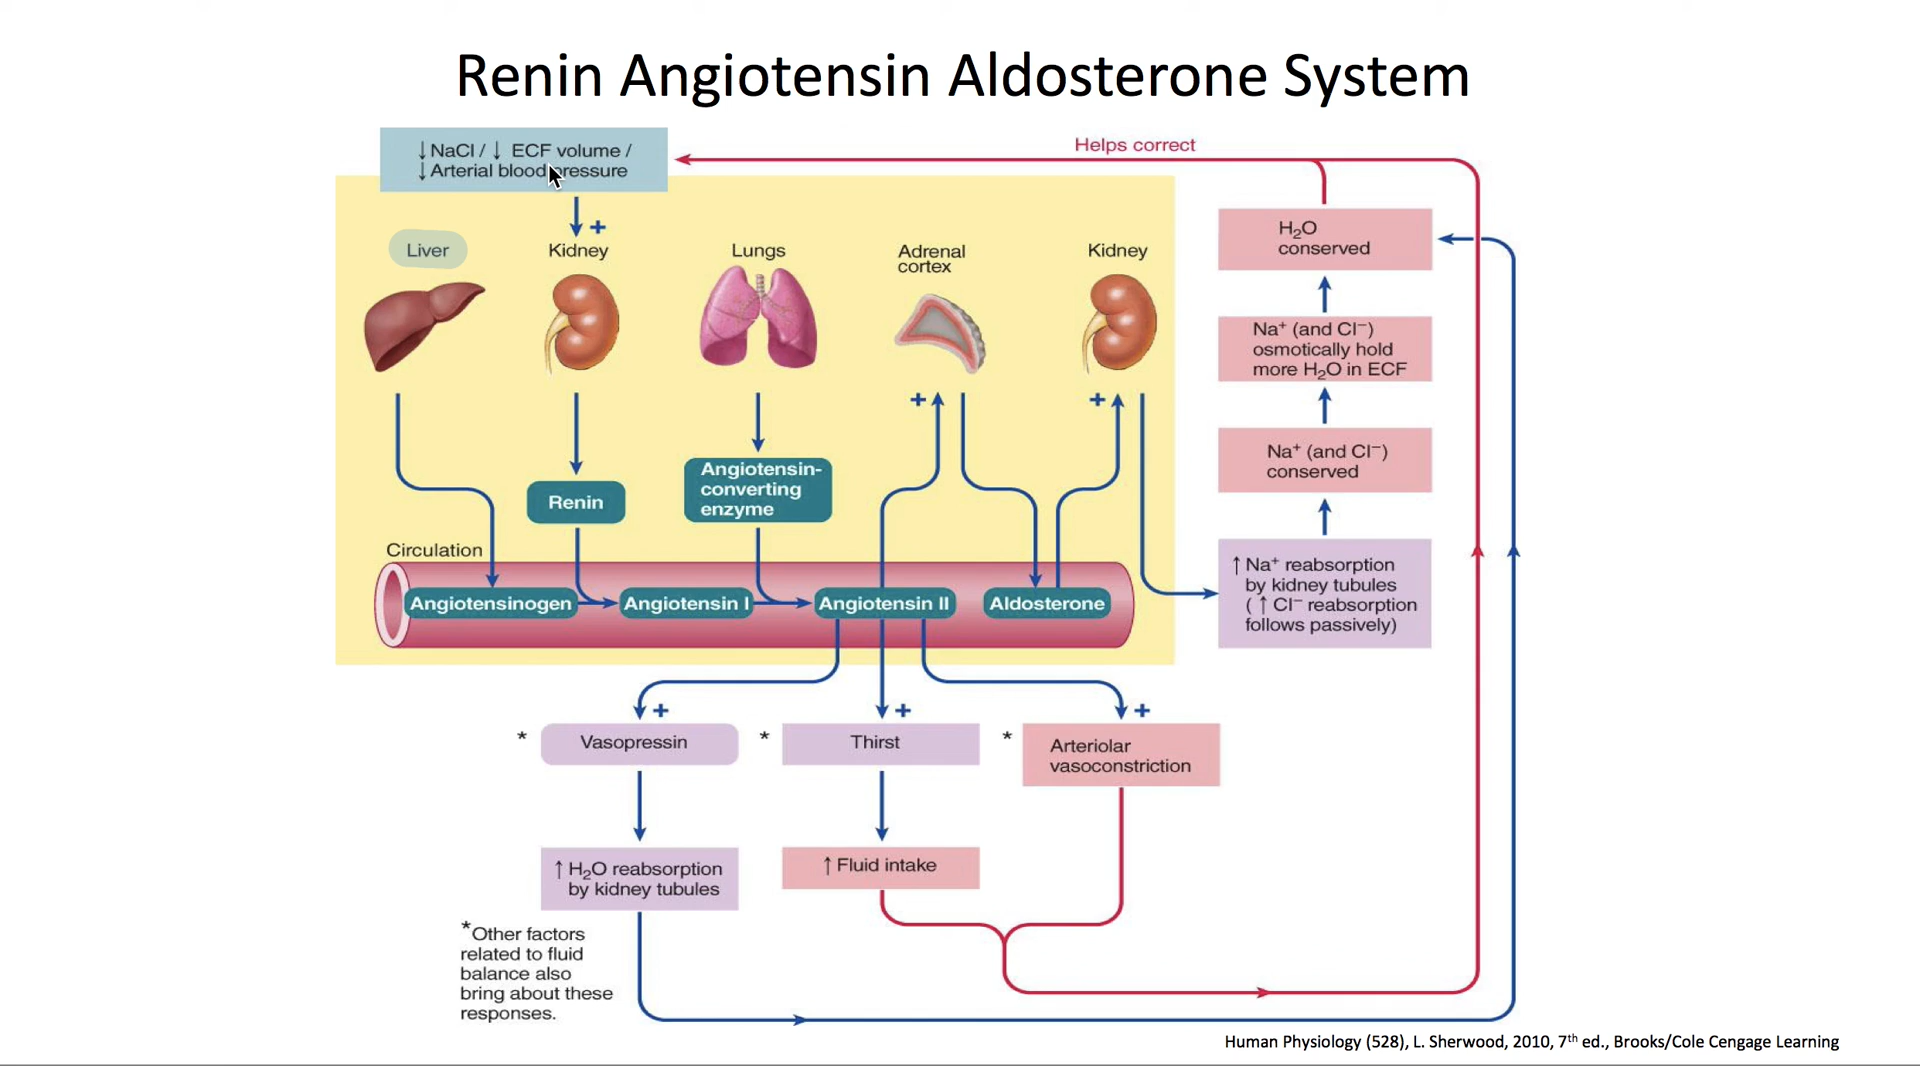 Renin Angiotensin Aldosterone System
↓NaCl / ↓ ECF volume /
↓Arterial blood pressure
Helps correct
+
Liver
Kidney
Lungs
Adrenal
cortex
Kidney
H₂O
conserved
Na⁺ (and Cl⁻)
osmotically hold
more H₂O in ECF
Na⁺ (and Cl⁻)
conserved
+
+
Renin
Angiotensin-
converting
enzyme
Circulation
Angiotensinogen
Angiotensin I
Angiotensin II
Aldosterone
↑Na⁺ reabsorption
by kidney tubules
(↑Cl⁻ reabsorption
follows passively)
+
+
+
* Vasopressin
* Thirst
* Arteriolar
vasoconstriction
↑H₂O reabsorption
by kidney tubules
↑Fluid intake
*Other factors
related to fluid
balance also
bring about these
responses.
Human Physiology (528), L. Sherwood, 2010, 7th ed., Brooks/Cole Cengage Learning